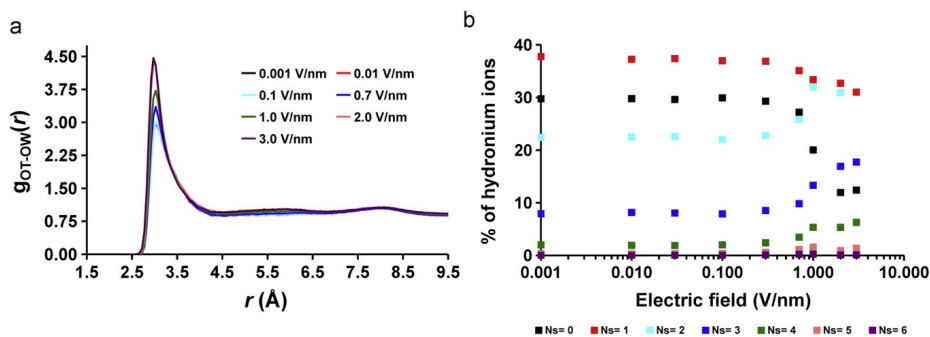 a
4.50
3.75
3.00
2.25
1.50
0.75
0.00
gOT-OW(r)
0.001 V/nm 0.01 V/nm
0.1 V/nm 0.7 V/nm
1.0 V/nm 2.0 V/nm
3.0 V/nm
1.5 2.5 3.5 4.5 5.5 6.5 7.5 8.5 9.5
r (Å)
b
40
30
20
10
0
% of hydronium ions
0.001 0.010 0.100 1.000 10.000
Electric field (V/nm)
Ns= 0 Ns= 1 Ns= 2 Ns= 3 Ns= 4 Ns= 5 Ns= 6